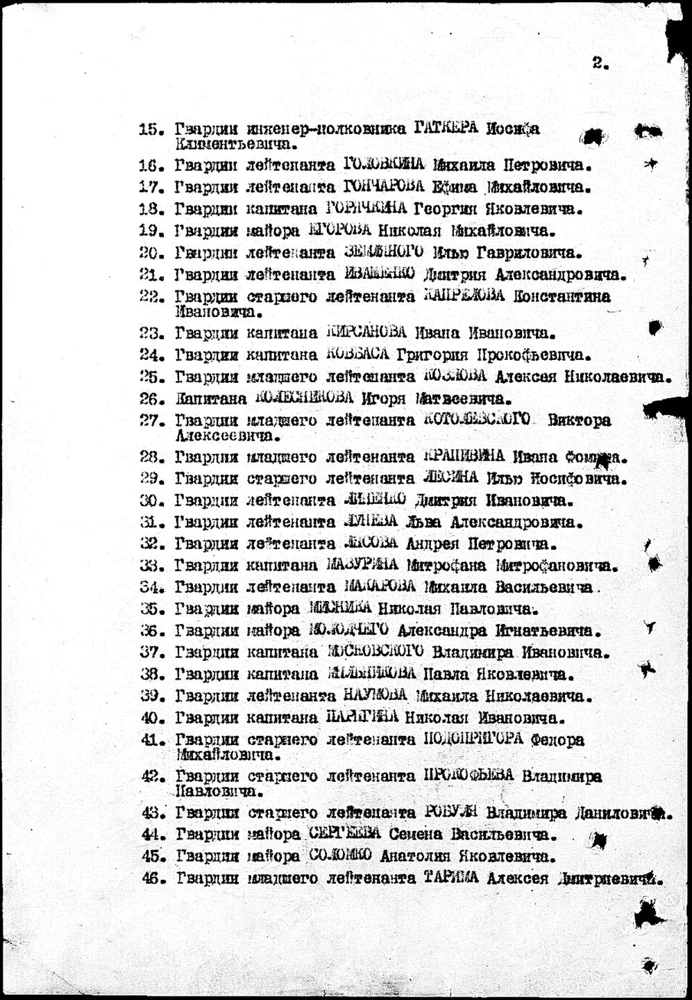 2.
15. Гвардии инженер-полковника ГАТКЕРА Иосифа
Климентьевича.
16. Гвардии лейтенанта ГОЛОВКИНА Михаила Петровича.
17. Гвардии лейтенанта ГОНЧАРОВА Ефима Михайловича.
18. Гвардии капитана ГОРЯЧКИНА Георгия Яковлевича.
19. Гвардии майора ЕГОРОВА Николая Михайловича.
20. Гвардии лейтенанта ЗЕМЛЯНОГО Илью Гавриловича.
21. Гвардии лейтенанта ИВАЩЕНКО Дмитрия Александровича.
22. Гвардии старшего лейтенанта КАПРЕЛОВА Константина
Ивановича.
23. Гвардии капитана КИРСАНОВА Ивана Ивановича.
24. Гвардии капитана КОВБАСА Григория Прокофьевича.
25. Гвардии младшего лейтенанта КОЗЛОВА Алексея Николаевича.
26. Капитана КОЛЕСНИКОВА Игоря Матвеевича.
27. Гвардии младшего лейтенанта КОТОЛЕВСКОГО Виктора
Алексеевича.
28. Гвардии младшего лейтенанта КРАПИВИНА Ивана Фомича.
29. Гвардии старшего лейтенанта ЛЕСИНА Илью Иосифовича.
30. Гвардии лейтенанта Дмитрия Ивановича.
31. Гвардии лейтенанта ЛУНЕВА Льва Александровича.
32. Гвардии лейтенанта Андрея Петровича.
33. Гвардии капитана МАЗУРИНА Митрофана Митрофановича.
34. Гвардии лейтенанта МАКАРОВА Михаила Васильевича.
35. Гвардии майора Николая Павловича.
36. Гвардии майора МОЛОДЧЕГО Александра Игнатьевича.
37. Гвардии капитана МОСКОВСКОГО Владимира Ивановича.
38. Гвардии капитана МЕЛЬНИКОВА Павла Яковлевича.
39. Гвардии лейтенанта НАУМОВА Михаила Николаевича.
40. Гвардии капитана ПАРЫГИНА Николая Ивановича.
41. Гвардии старшего лейтенанта ПОДОПРИГОРА Федора
Михайловича.
42. Гвардии старшего лейтенанта ПРОКОФЬЕВА Владимира
Павловича.
43. Гвардии старшего лейтенанта РОБУЛЯ Владимира Даниловича.
44. Гвардии майора СЕРГЕЕВА Семена Васильевича.
45. Гвардии майора СОЛОМКО Анатолия Яковлевича.
46. Гвардии младшего лейтенанта Алексея Дмитриевича.